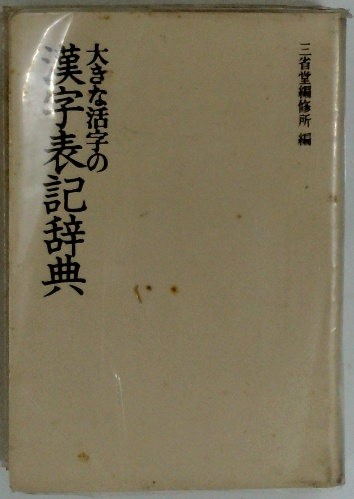 三省堂編修所 編
大きな活字の
漢字表記辞典